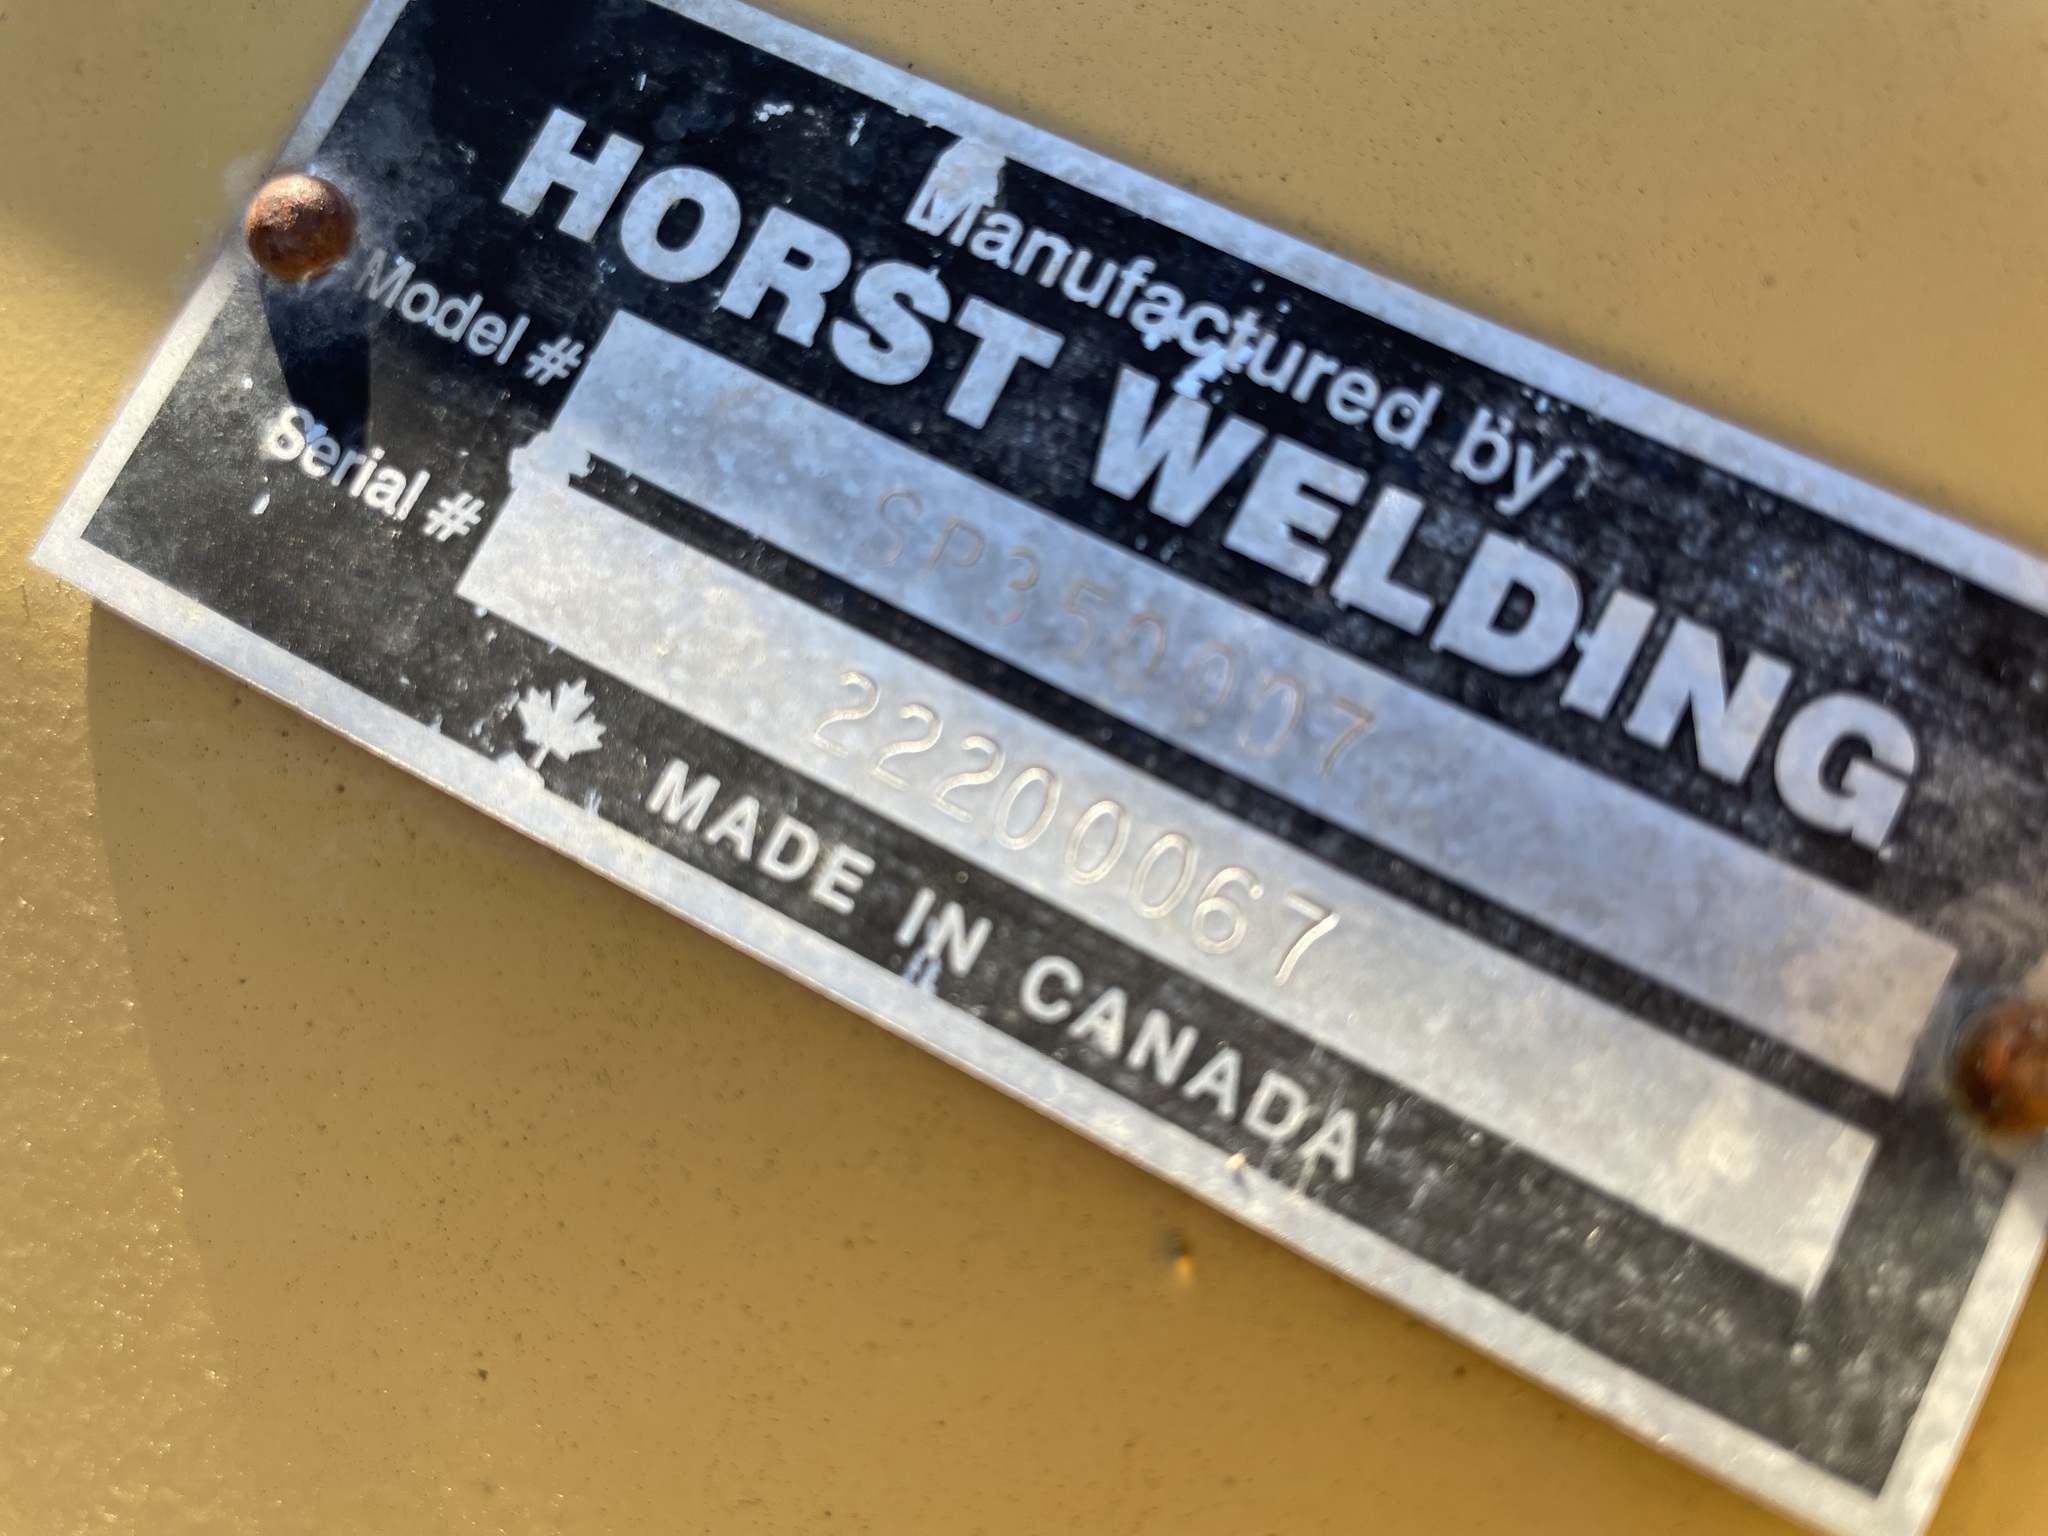 Manufactured by
HORST WELDING
Model # SP350007
Serial # 22200067
MADE IN CANADA